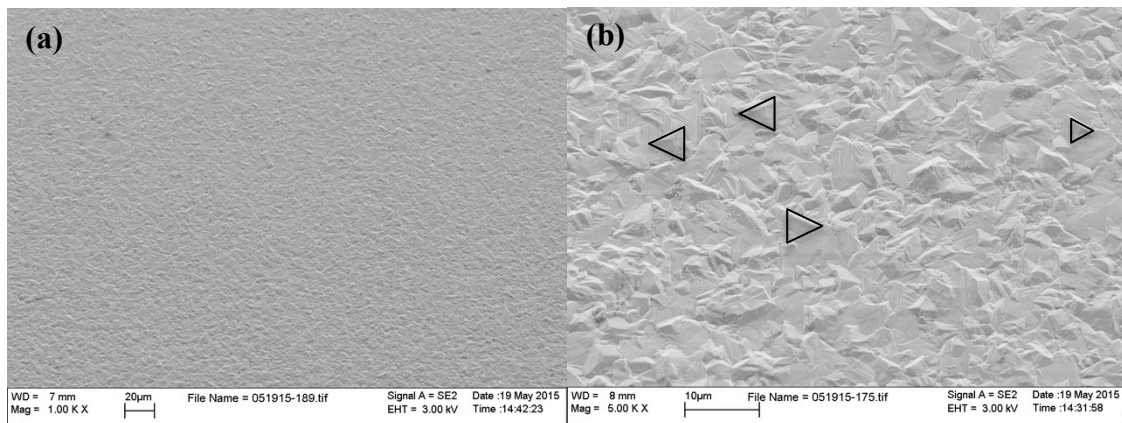 (a)
(b)
WD = 7 mm
Mag = 1.00 K X
20µm
File Name = 051915-189.tif
Signal A = SE2
EHT = 3.00 kV
Date :19 May 2015
Time :14:42:23
WD = 8 mm
Mag = 5.00 K X
10µm
File Name = 051915-175.tif
Signal A = SE2
EHT = 3.00 kV
Date :19 May 2015
Time :14:31:58